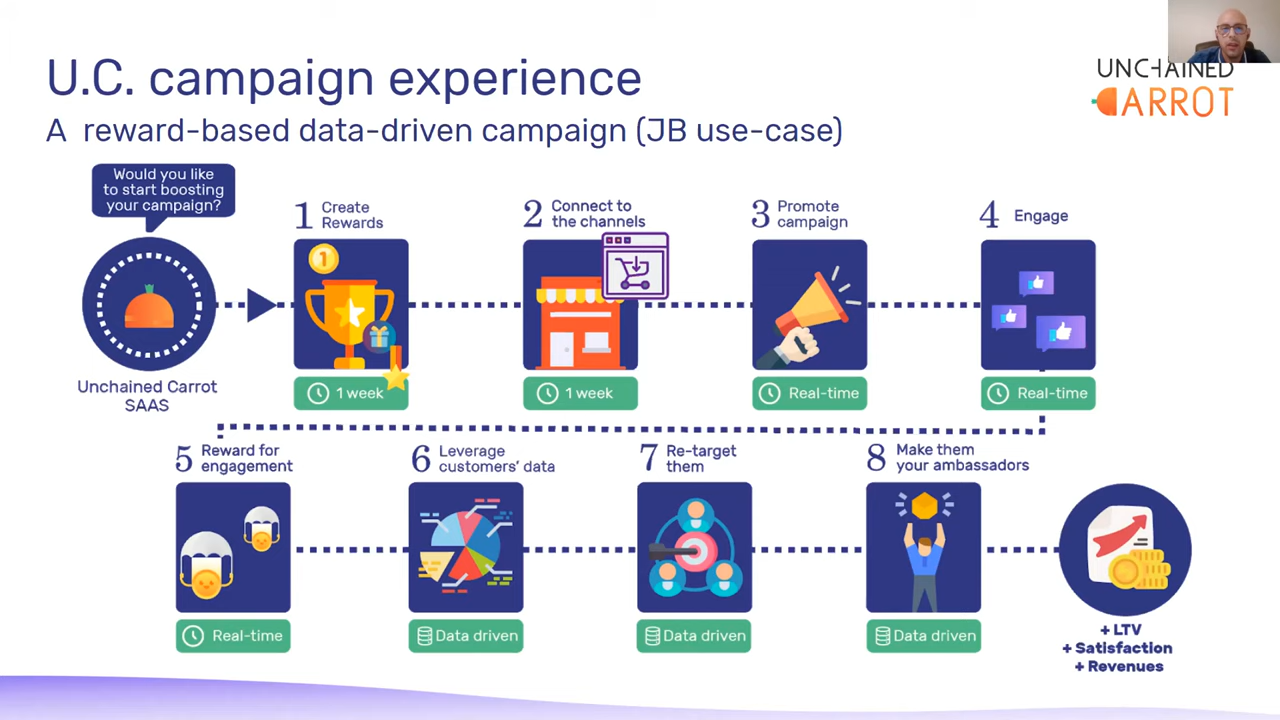 U.C. campaign experience
A reward-based data-driven campaign (JB use-case)
UNCHAINED
CARROT
Would you like
to start boosting
your campaign?
Unchained Carrot
SAAS
1 Create
Rewards
1
1 week
2 Connect to
the channels
1 week
3 Promote
campaign
Real-time
4 Engage
Real-time
5 Reward for
engagement
Real-time
6 Leverage
customers' data
Data driven
7 Re-target
them
Data driven
8 Make them
your ambassadors
Data driven
+ LTV
+ Satisfaction
+ Revenues